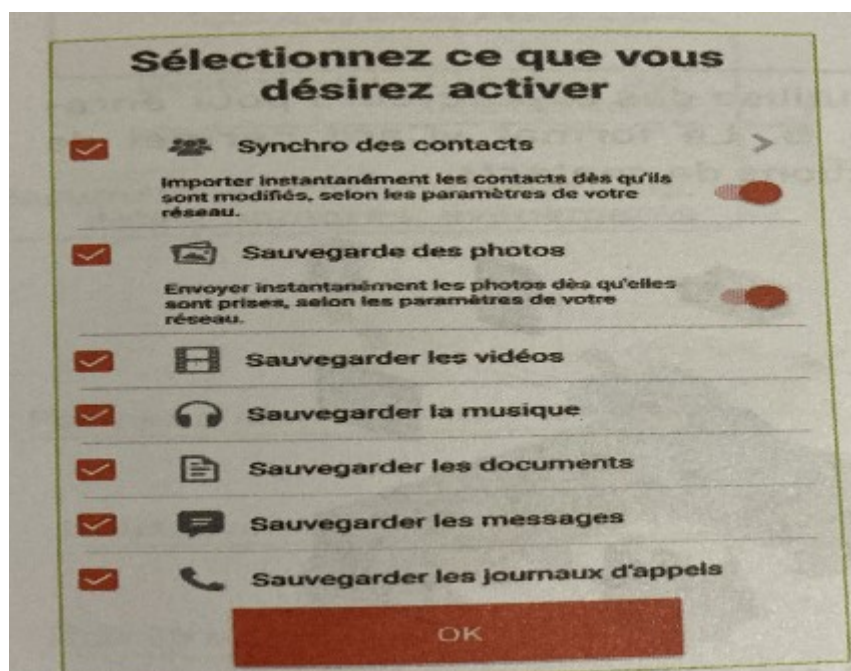 Sélectionnez ce que vous
désirez activer
Synchro des contacts
Importer instantanément les contacts dès qu'ils
sont modifiés, selon les paramètres de votre
réseau.
Sauvegarde des photos
Envoyer instantanément les photos dès qu'elles
sont prises, selon les paramètres de votre
réseau.
Sauvegarder les vidéos
Sauvegarder la musique
Sauvegarder les documents
Sauvegarder les messages
Sauvegarder les journaux d'appels
OK